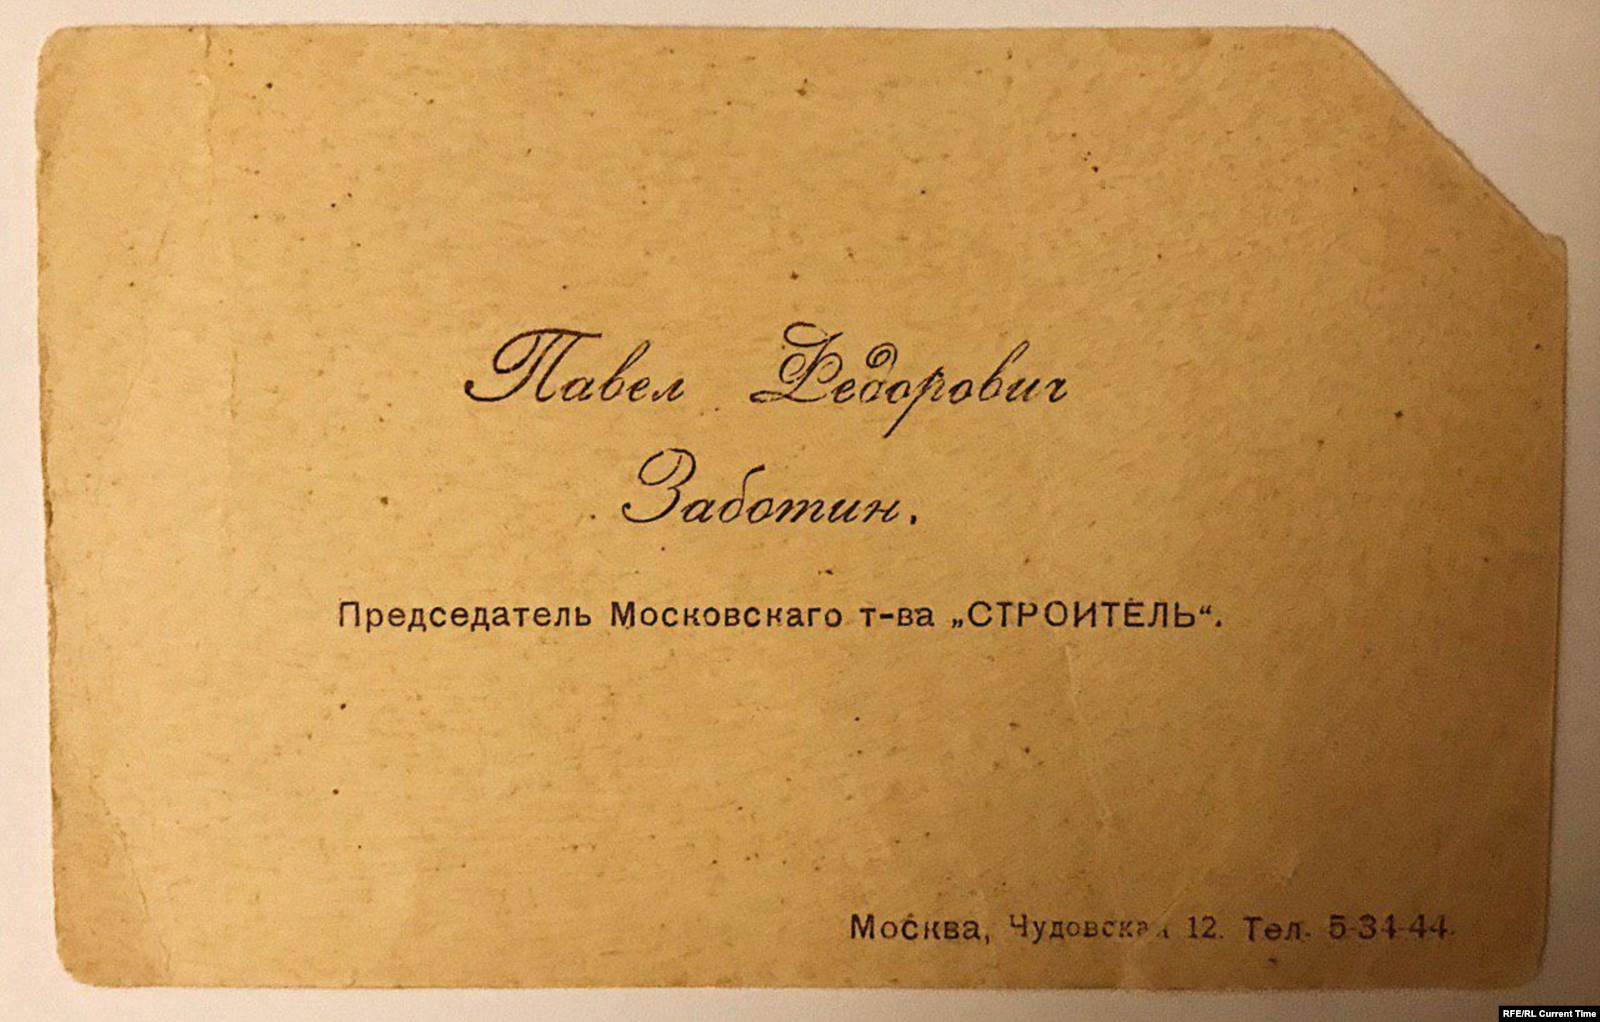 Павел Федорович
Заботин.
Председатель Московскаго т-ва „СТРОИТЕЛЬ“.
Москва, Чудовская 12. Тел. 5-34-44.
RFE/RL Current Time